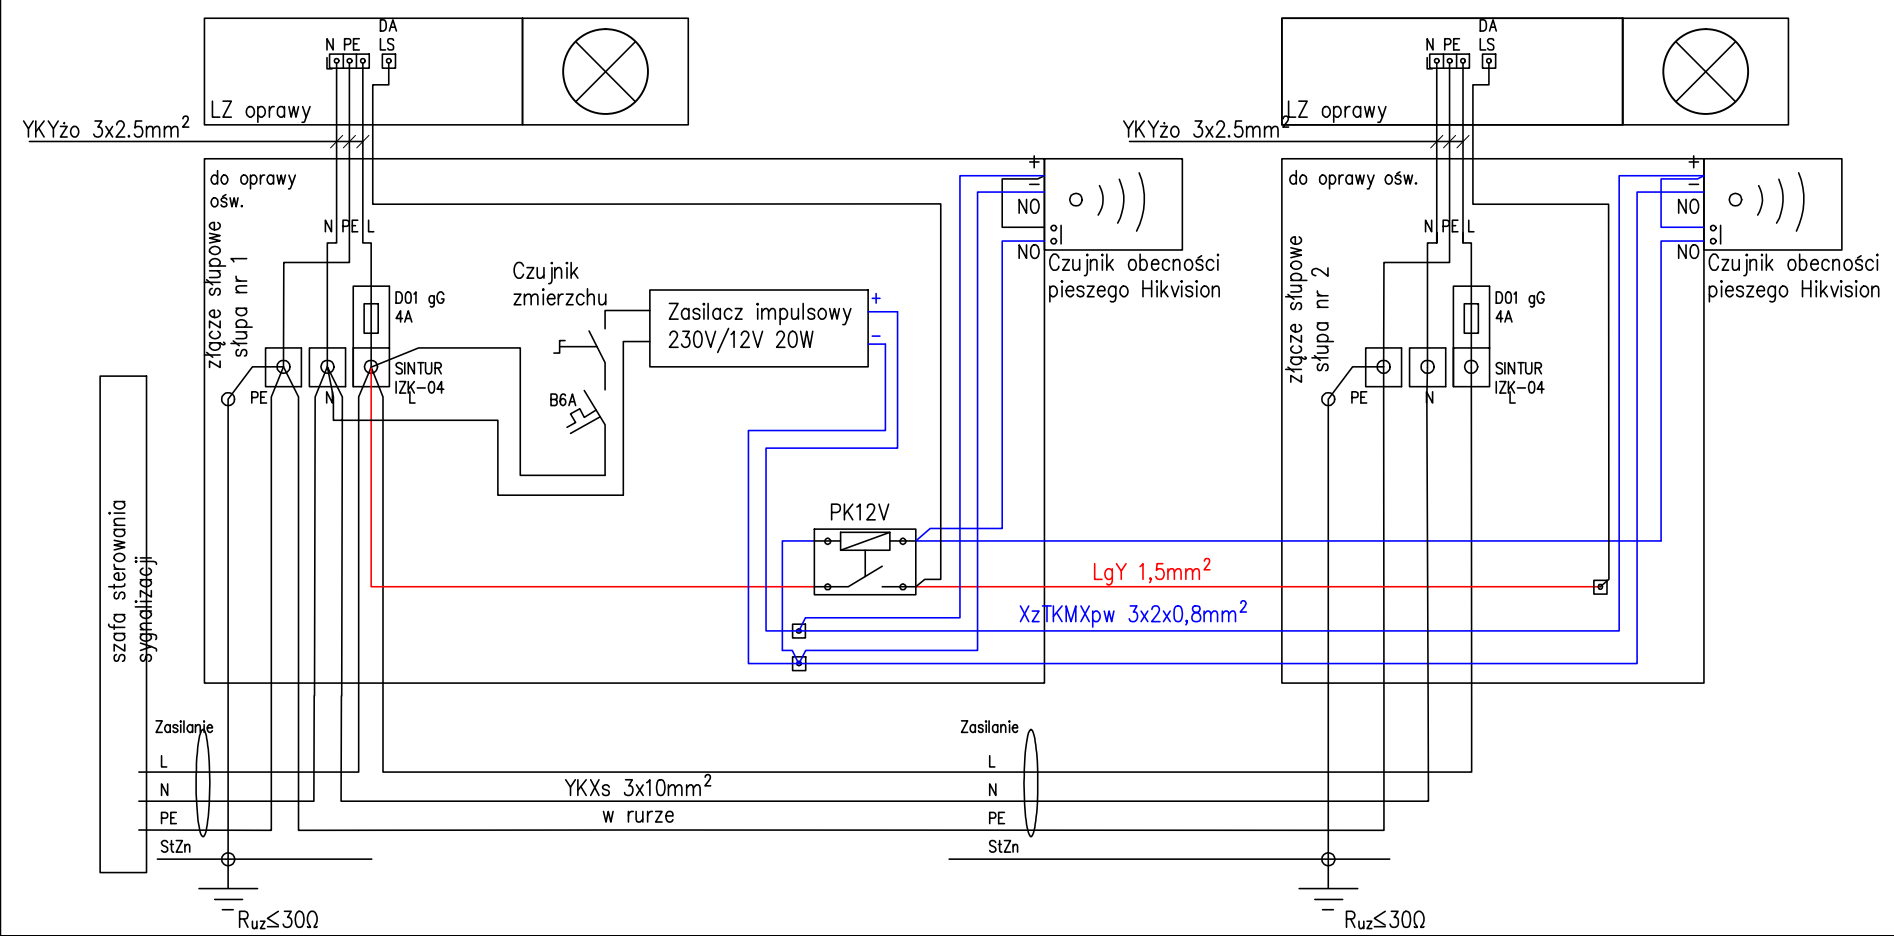 DA
N PE LS
L
LZ oprawy
YKYżo 3x2.5mm²
do oprawy
ośw.
złącze słupowe
słupa nr 1
N PE L
D01 gG
4A
SINTUR
IZK-04
PE
N
L
Czujnik
zmierzchu
B6A
Zasilacz impulsowy
230V/12V 20W
+
−
PK12V
+
−
NO
NO
Czujnik obecności
pieszego Hikvision
LgY 1,5mm²
XzTKMXpw 3x2x0,8mm²
DA
N PE LS
L
LZ oprawy
YKYżo 3x2.5mm²
do oprawy ośw.
złącze słupowe
słupa nr 2
N PE L
D01 gG
4A
SINTUR
IZK-04
PE
N
L
+
−
NO
NO
Czujnik obecności
pieszego Hikvision
szafa sterowania
sygnalizacji
Zasilanie
L
N
PE
StZn
YKXs 3x10mm²
w rurze
Zasilanie
L
N
PE
StZn
Ruz≤30Ω
Ruz≤30Ω